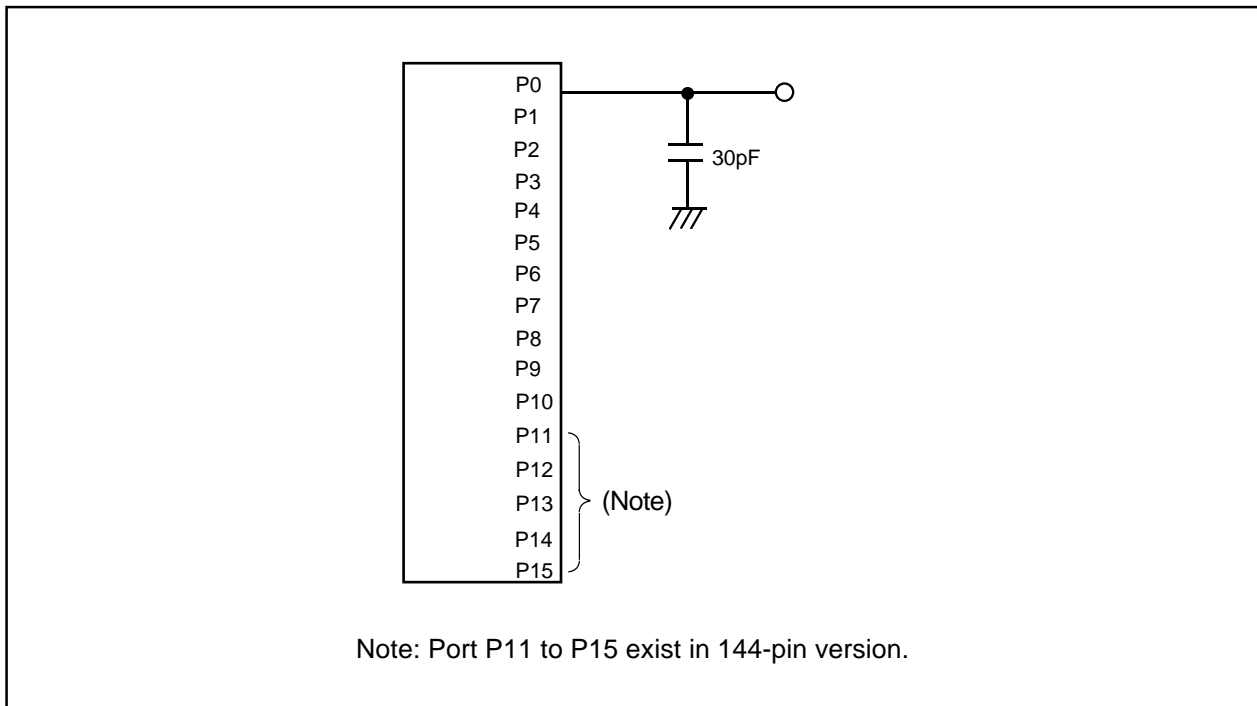 P0
P1
P2
30pF
P3
P4
P5
P6
P7
P8
P9
P10
P11
P12
P13
(Note)
P14
P15
Note: Port P11 to P15 exist in 144-pin version.